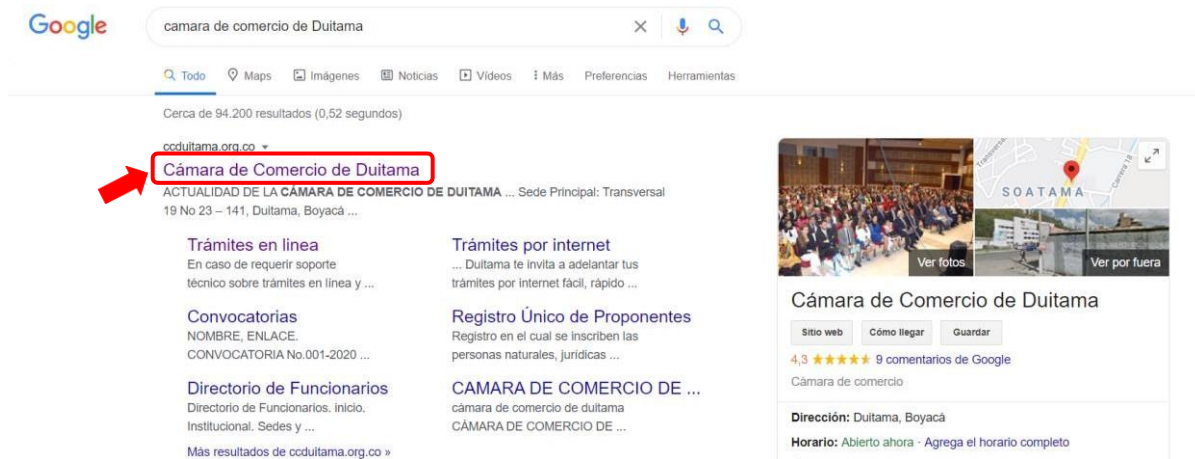 Google
camara de comercio de Duitama
Todo Maps Imágenes Noticias Vídeos Más Preferencias Herramientas
Cerca de 94.200 resultados (0,52 segundos)
ccduitama.org.co
Cámara de Comercio de Duitama
ACTUALIDAD DE LA CÁMARA DE COMERCIO DE DUITAMA ... Sede Principal: Transversal
19 No 23 – 141, Duitama, Boyacá ...
Trámites en linea
En caso de requerir soporte
técnico sobre trámites en línea y ...
Trámites por internet
... Duitama te invita a adelantar tus
trámites por internet fácil, rápido ...
Convocatorias
NOMBRE, ENLACE.
CONVOCATORIA No.001-2020 ...
Registro Único de Proponentes
Registro en el cual se inscriben las
personas naturales, jurídicas ...
Directorio de Funcionarios
Directorio de Funcionarios. inicio.
Institucional. Sedes y ...
CAMARA DE COMERCIO DE ...
cámara de comercio de duitama
CÁMARA DE COMERCIO DE ...
Más resultados de ccduitama.org.co »
SOATAMA
Ver fotos
Ver por fuera
Cámara de Comercio de Duitama
Sitio web Cómo llegar Guardar
4,3 9 comentarios de Google
Cámara de comercio
Dirección: Duitama, Boyacá
Horario: Abierto ahora · Agrega el horario completo